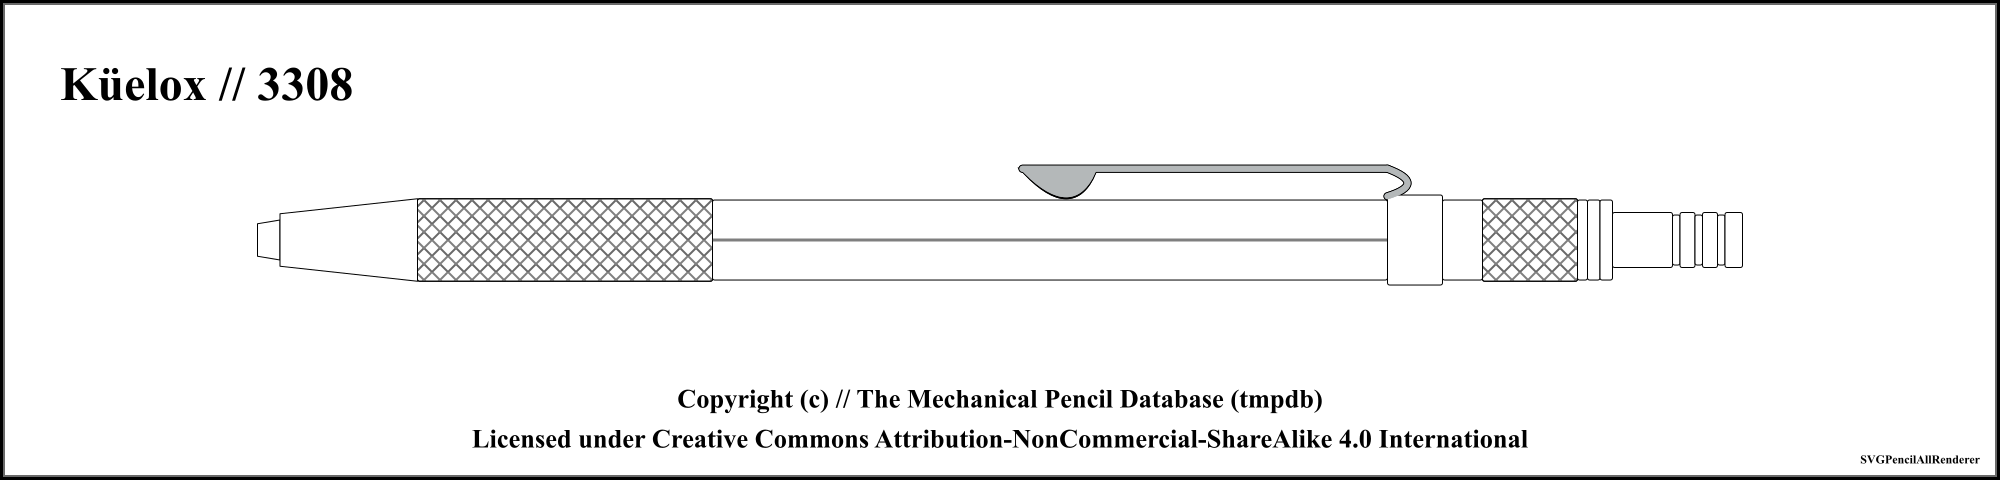 Küelox // 3308
Copyright (c) // The Mechanical Pencil Database (tmpdb)
Licensed under Creative Commons Attribution-NonCommercial-ShareAlike 4.0 International
SVGPencilAllRenderer